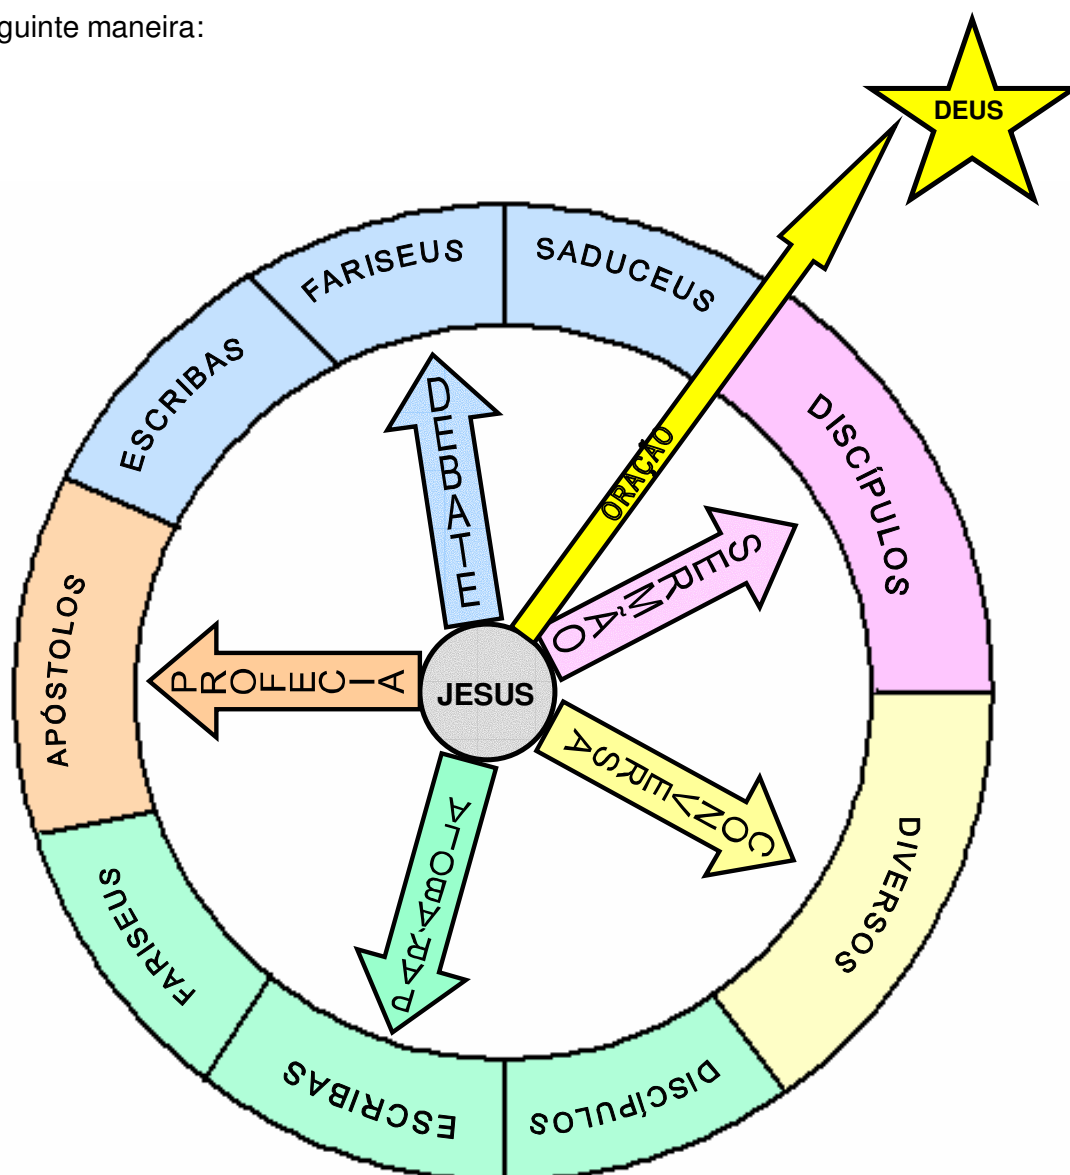 guinte maneira:
DEUS
FARISEUS
SADUCEUS
ESCRIBAS
DEBATE
DISCÍPULOS
ORAÇÃO
SERMÃO
APÓSTOLOS
PROFECIA
JESUS
CONVERSA
PARÁBOLA
DIVERSOS
FARISEUS
ESCRIBAS
DISCÍPULOS